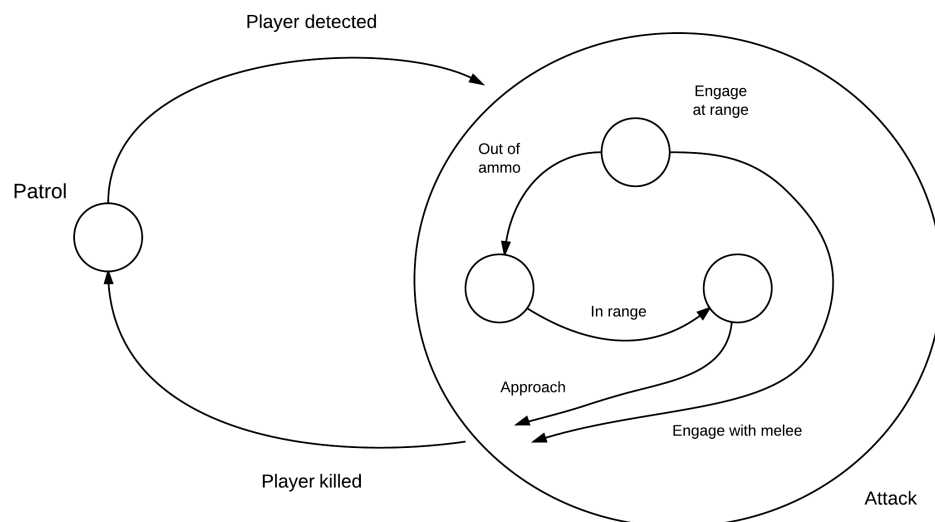 Player detected
Engage
at range
Out of
ammo
Patrol
In range
Approach
Engage with melee
Player killed
Attack